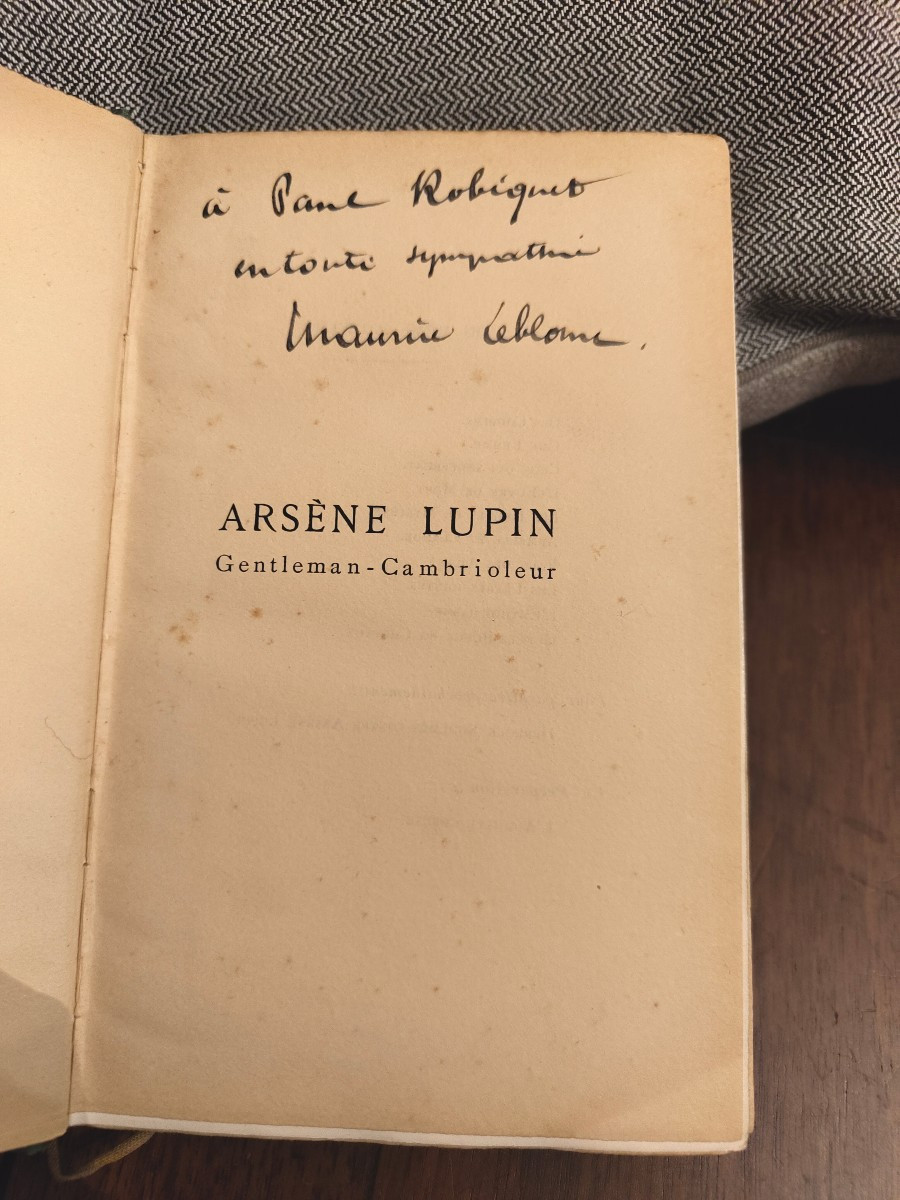 à Paul Robiquet
en toute sympathie
Maurice Leblanc.
ARSÈNE LUPIN
Gentleman-Cambrioleur